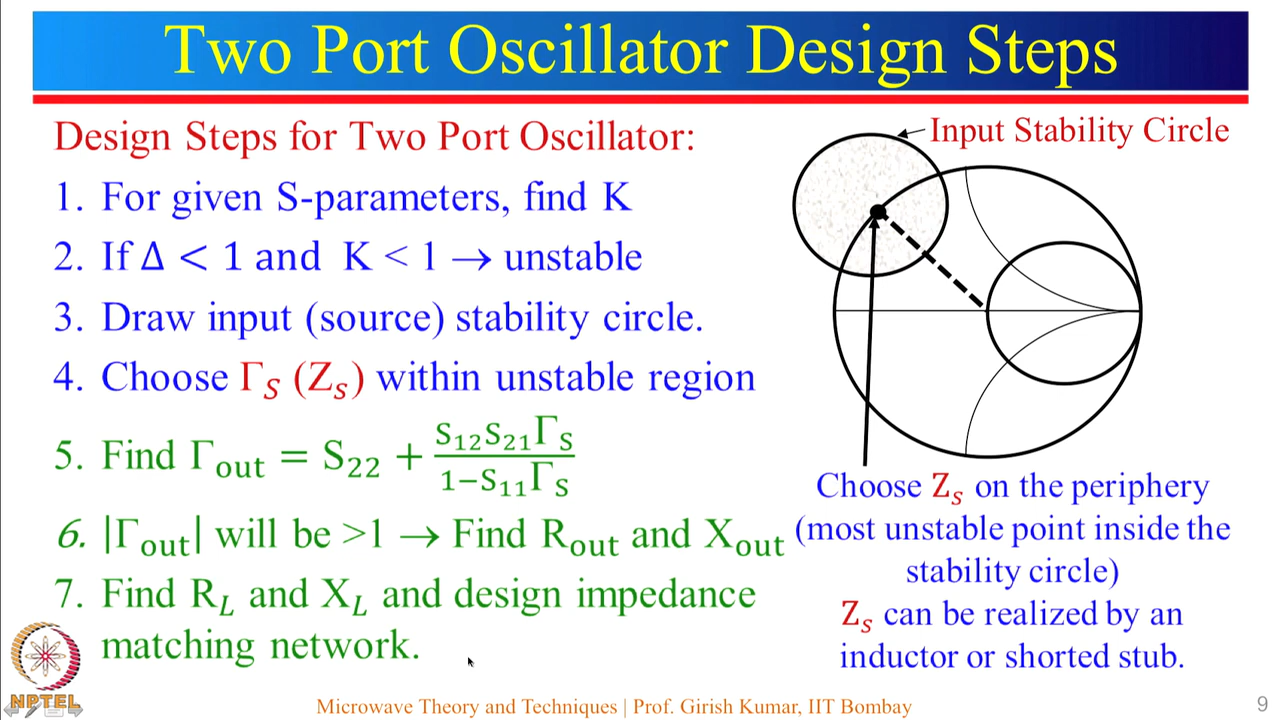 Two Port Oscillator Design Steps
Design Steps for Two Port Oscillator:
1. For given S-parameters, find K
2. If Δ < 1 and K < 1 → unstable
3. Draw input (source) stability circle.
4. Choose Γ_S (Z_s) within unstable region
5. Find Γ_out = S_22 + S_12S_21Γ_S / 1−S_11Γ_S
6. |Γ_out| will be >1 → Find R_out and X_out
7. Find R_L and X_L and design impedance
matching network.
Input Stability Circle
Choose Z_s on the periphery
(most unstable point inside the
stability circle)
Z_s can be realized by an
inductor or shorted stub.
NPTEL
Microwave Theory and Techniques | Prof. Girish Kumar, IIT Bombay
9